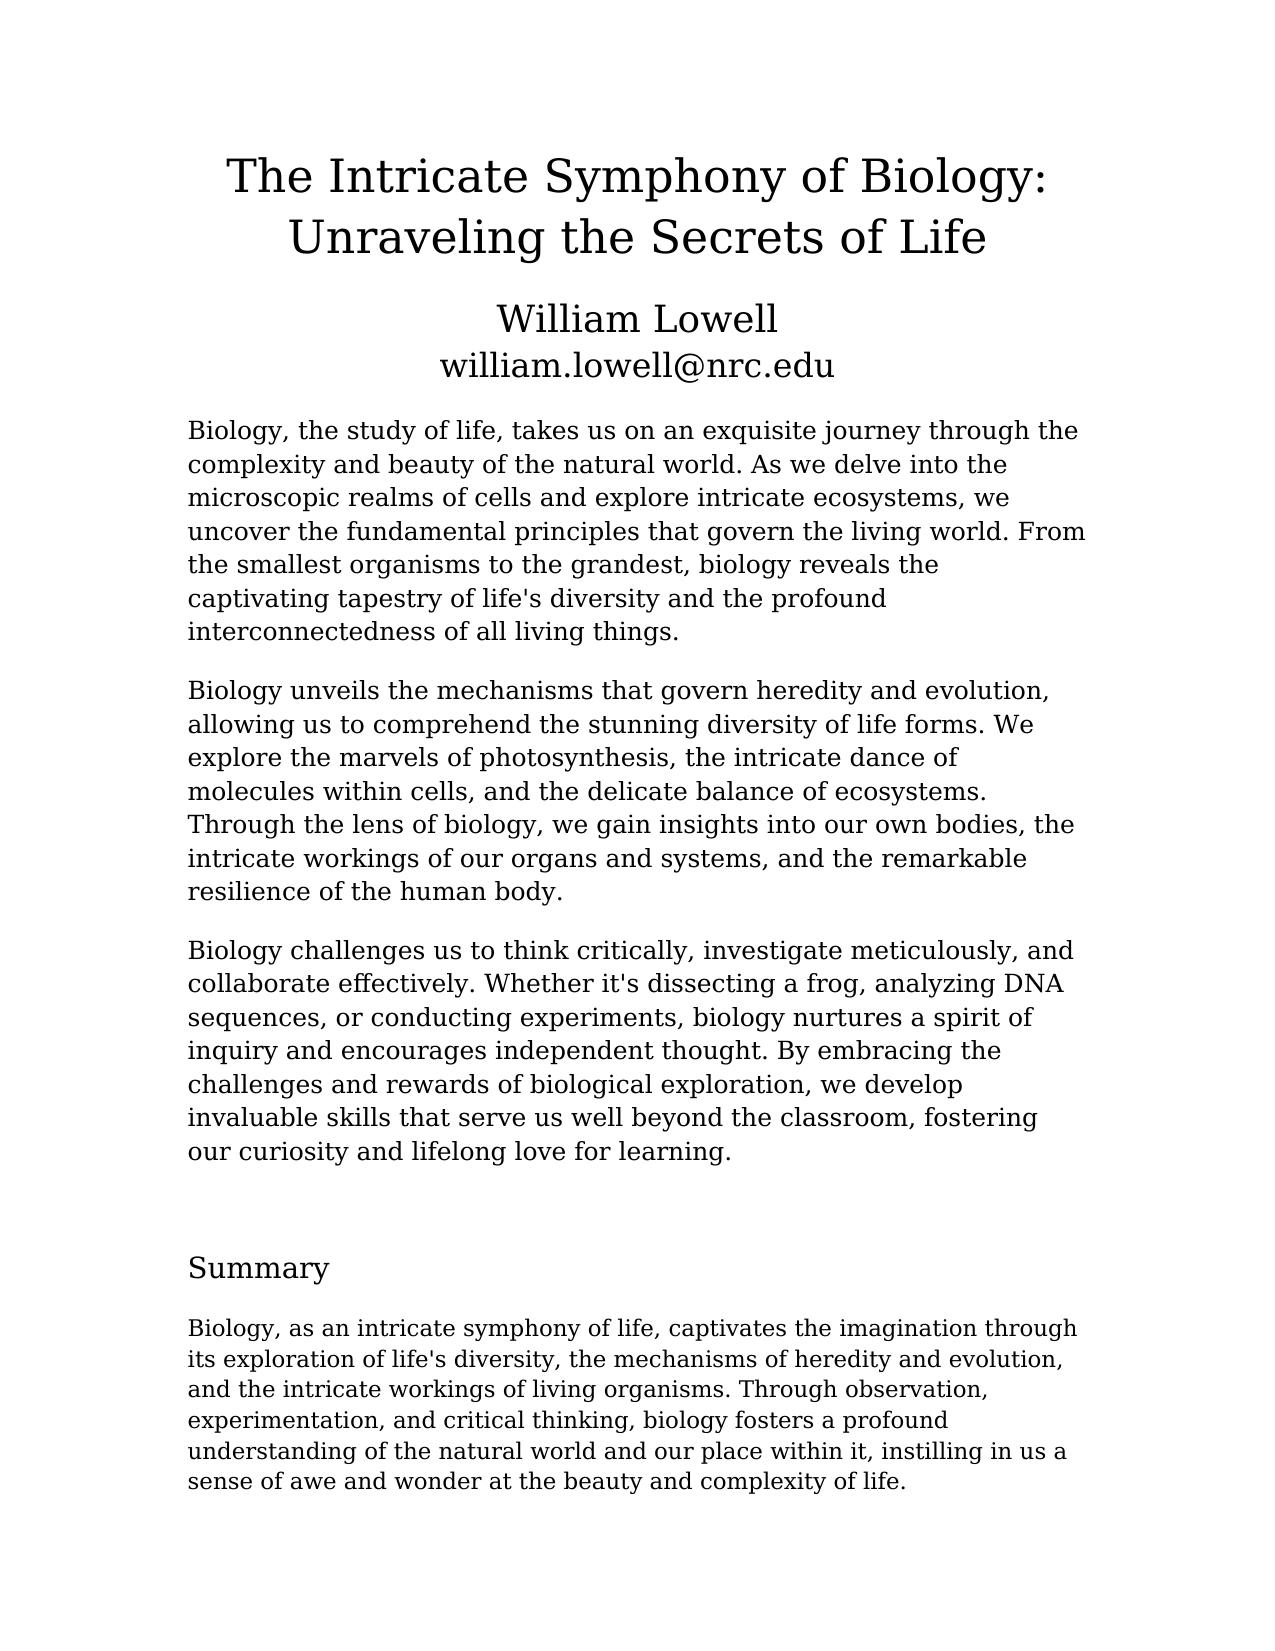 The Intricate Symphony of Biology:
Unraveling the Secrets of Life
William Lowell
william.lowell@nrc.edu
Biology, the study of life, takes us on an exquisite journey through the
complexity and beauty of the natural world. As we delve into the
microscopic realms of cells and explore intricate ecosystems, we
uncover the fundamental principles that govern the living world. From
the smallest organisms to the grandest, biology reveals the
captivating tapestry of life's diversity and the profound
interconnectedness of all living things.
Biology unveils the mechanisms that govern heredity and evolution,
allowing us to comprehend the stunning diversity of life forms. We
explore the marvels of photosynthesis, the intricate dance of
molecules within cells, and the delicate balance of ecosystems.
Through the lens of biology, we gain insights into our own bodies, the
intricate workings of our organs and systems, and the remarkable
resilience of the human body.
Biology challenges us to think critically, investigate meticulously, and
collaborate effectively. Whether it's dissecting a frog, analyzing DNA
sequences, or conducting experiments, biology nurtures a spirit of
inquiry and encourages independent thought. By embracing the
challenges and rewards of biological exploration, we develop
invaluable skills that serve us well beyond the classroom, fostering
our curiosity and lifelong love for learning.
Summary
Biology, as an intricate symphony of life, captivates the imagination through
its exploration of life's diversity, the mechanisms of heredity and evolution,
and the intricate workings of living organisms. Through observation,
experimentation, and critical thinking, biology fosters a profound
understanding of the natural world and our place within it, instilling in us a
sense of awe and wonder at the beauty and complexity of life.